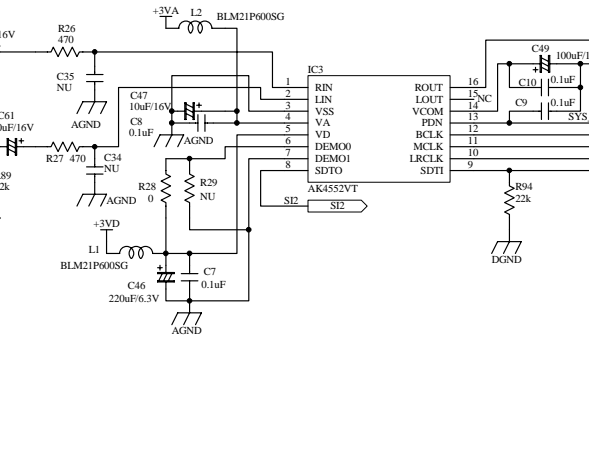 +3VA
L2
BLM21P600SG
16V
R26
470
C35
NU
AGND
C47
10uF/16V
C8
0.1uF
AGND
C61
0uF/16V
R27 470
C34
NU
AGND
R89
2k
R28
0
R29
NU
+3VD
L1
BLM21P600SG
C46
220uF/6.3V
C7
0.1uF
AGND
IC3
1 RIN ROUT 16
2 LIN LOUT 15 NC
3 VSS VCOM 14
4 VA PDN 13
5 VD BCLK 12
6 DEMO0 MCLK 11
7 DEMO1 LRCLK 10
8 SDTO SDTI 9
AK4552VT
SI2
SI2
C49
100uF/1
C10
0.1uF
C9
0.1uF
SYS
R94
22k
DGND